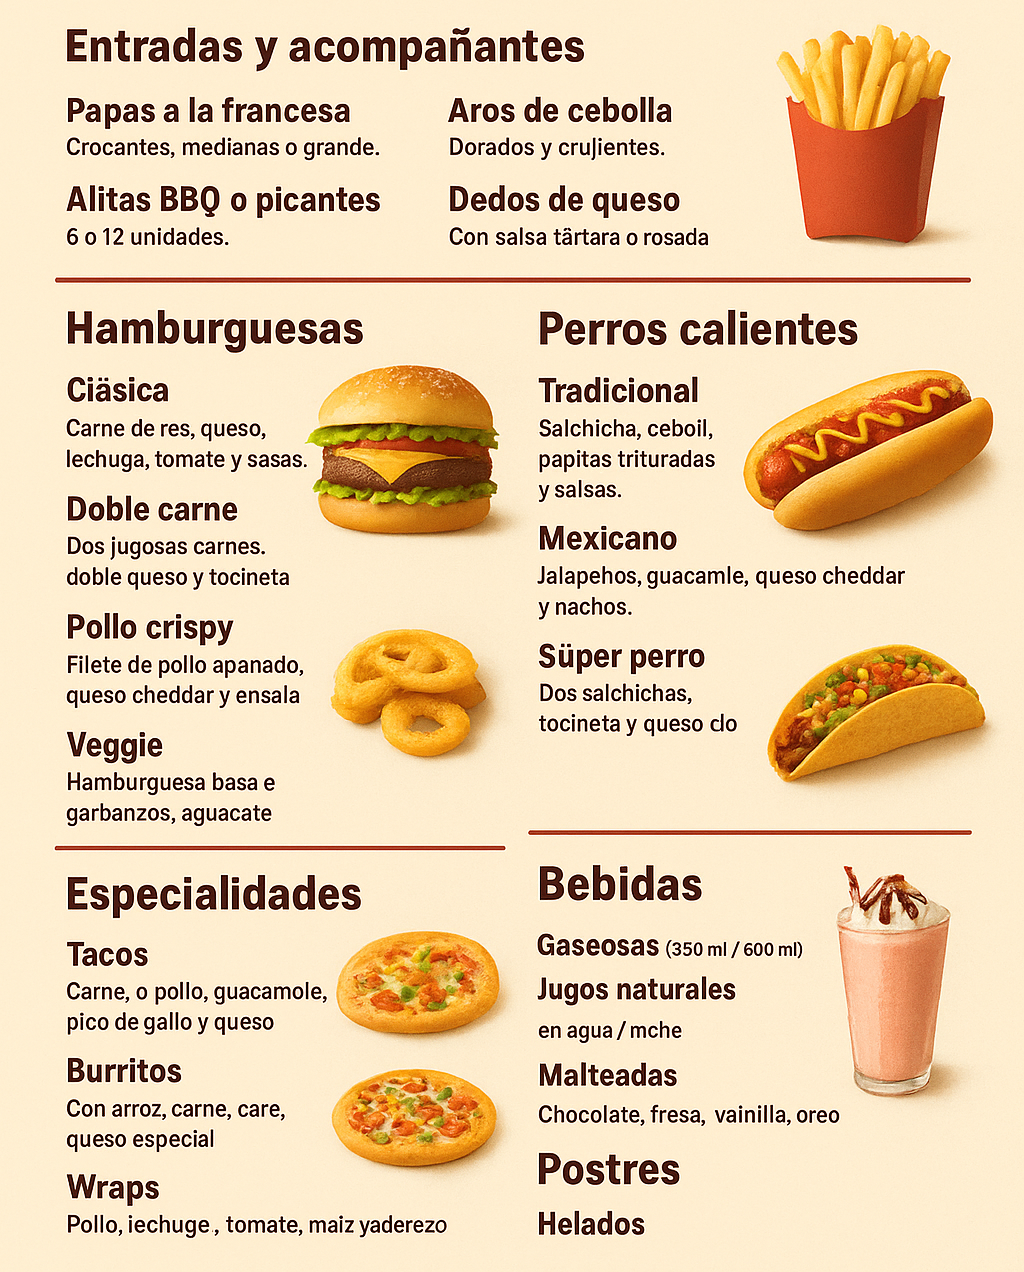 Entradas y acompañantes
Papas a la francesa
Crocantes, medianas o grande.
Aros de cebolla
Dorados y crujientes.
Alitas BBQ o picantes
6 o 12 unidades.
Dedos de queso
Con salsa tärtara o rosada
Hamburguesas
Ciäsica
Carne de res, queso,
lechuga, tomate y sasas.
Doble carne
Dos jugosas carnes.
doble queso y tocineta
Pollo crispy
Filete de pollo apanado,
queso cheddar y ensala
Veggie
Hamburguesa basa e
garbanzos, aguacate
Perros calientes
Tradicional
Salchicha, ceboil,
papitas trituradas
y salsas.
Mexicano
Jalapehos, guacamle, queso cheddar
y nachos.
Süper perro
Dos salchichas,
tocineta y queso clo
Especialidades
Tacos
Carne, o pollo, guacamole,
pico de gallo y queso
Burritos
Con arroz, carne, care,
queso especial
Wraps
Pollo, iechuge., tomate, maiz yaderezo
Bebidas
Gaseosas (350 ml / 600 ml)
Jugos naturales
en agua / mche
Malteadas
Chocolate, fresa, vainilla, oreo
Postres
Helados